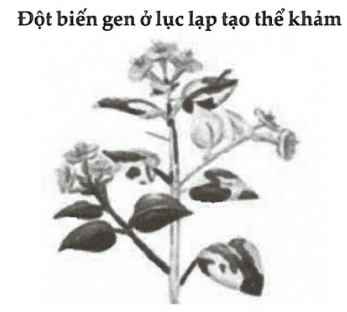 Đột biến gen ở lục lạp tạo thể khảm